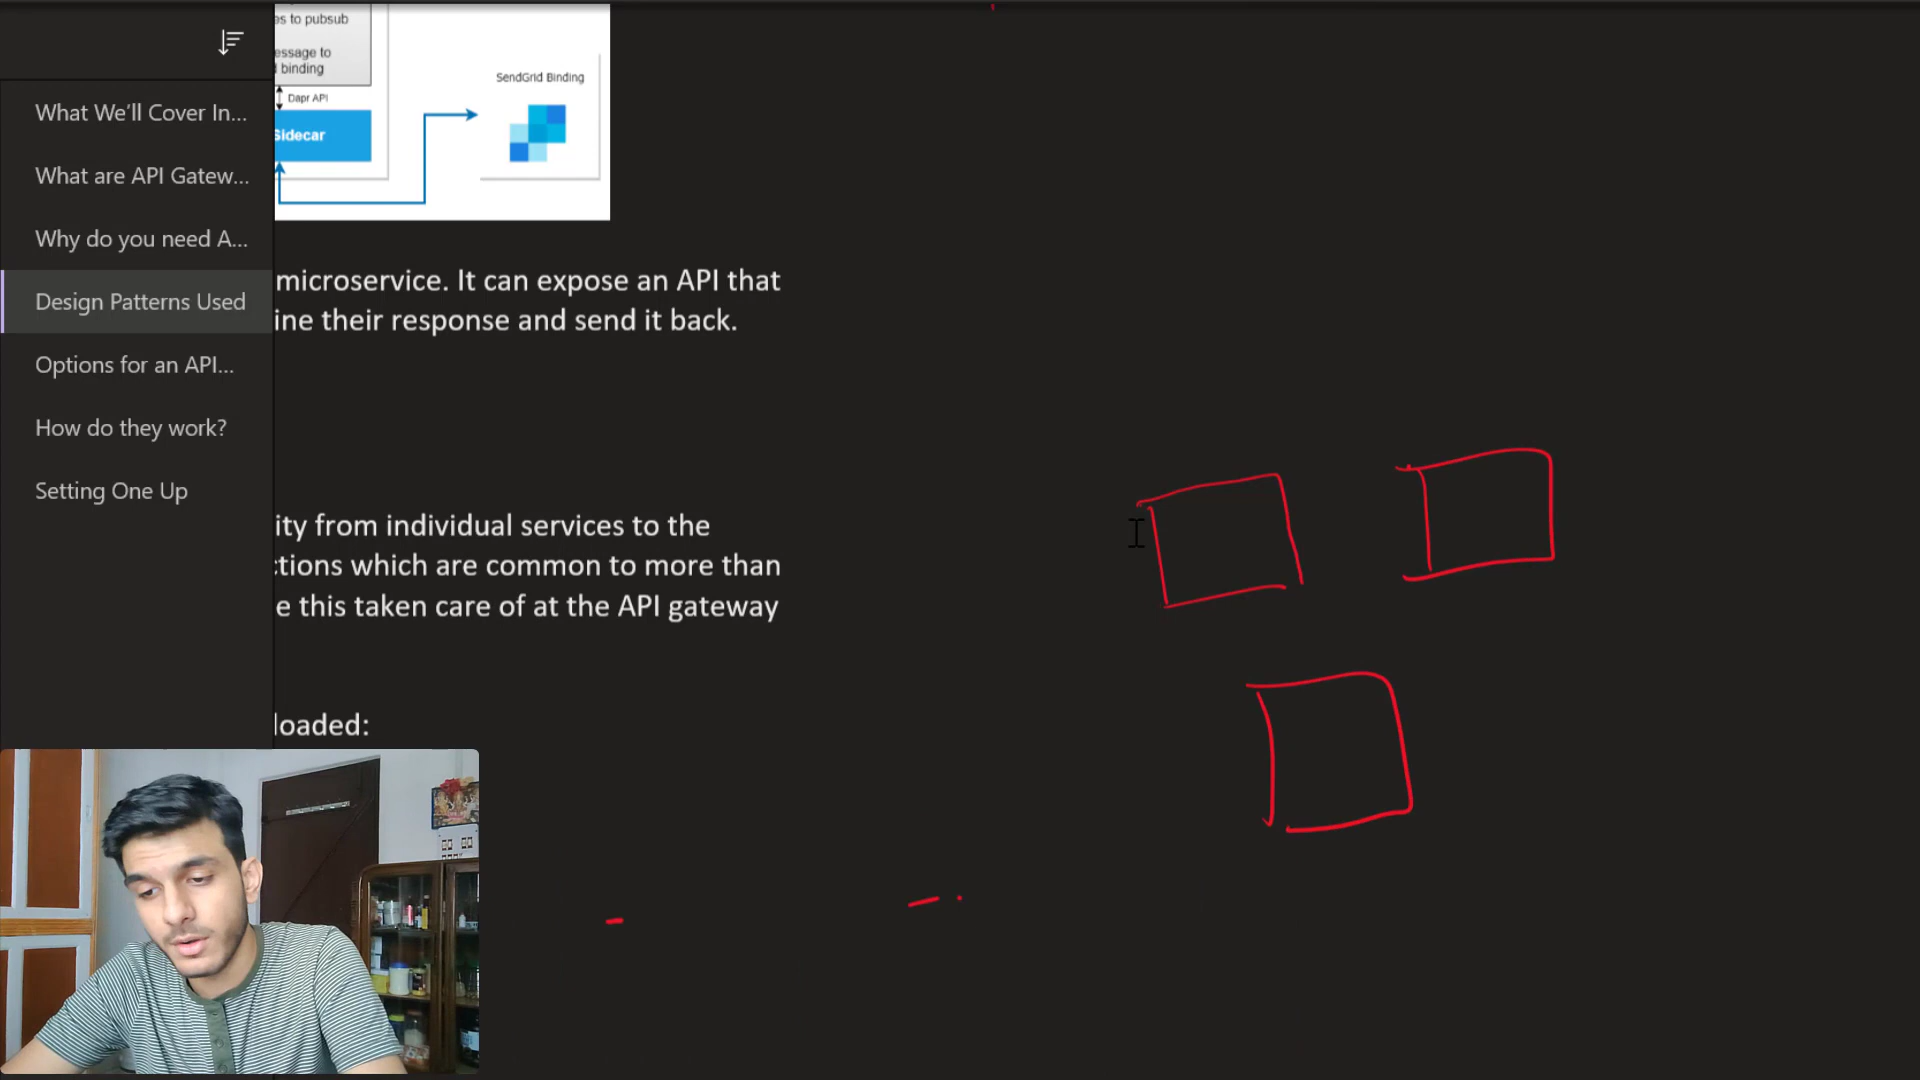 es to pubsub
essage to
binding
SendGrid Binding
Dapr API
Sidecar
What We'll Cover In...
What are API Gatew...
Why do you need A...
Design Patterns Used
Options for an API...
How do they work?
Setting One Up
microservice. It can expose an API that
ine their response and send it back.
ity from individual services to the
ctions which are common to more than
e this taken care of at the API gateway
loaded: